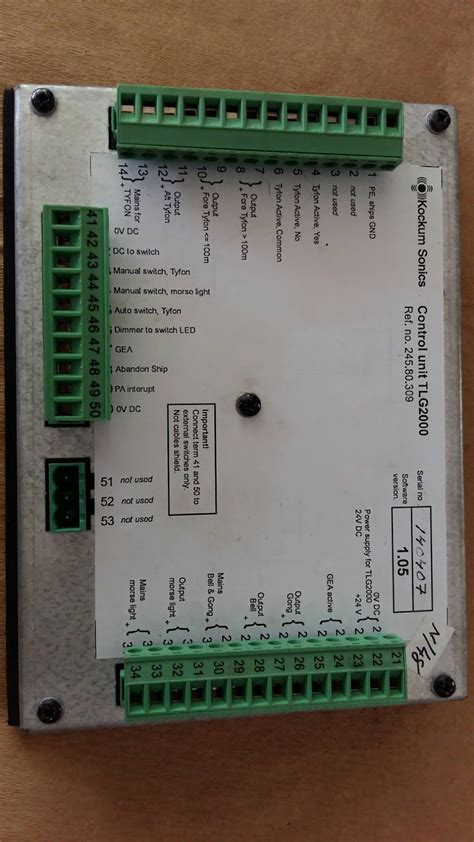 Kockum Sonics
Control unit TLG2000
Ref. no. 245.80.309
Serial no
140407
Software version.
1.05
1 PE, ships GND
2 not used
3 not used
4 Tyfon Active, Yes
5 Tyfon Active, No
6 Tyfon Active, Common
7 Output
8 + Fore Tyfon > 100m
9 Output
10 + Fore Tyfon <= 100m
11 Output
12 + Aft Tyfon
13 Mains for
14 + TYFON
41 42 43 44 45 46 47 48 49 50
0V DC
DC to switch
Manual switch, Tyfon
Manual switch, morse light
Auto switch, Tyfon
Dimmer to switch LED
GEA
Abandon Ship
PA interupt
0V DC
Important!
Connect term 41 and 50 to
external switches only.
Not cables shield.
51 not used
52 not used
53 not used
Power supply for TLG2000
24V DC
0V DC
+24 V
GEA active
Output
Gong +
Output
Bell +
Mains
Bell & Gong +
Output
morse light +
Mains
morse light +
21 22 23 24 25 26 27 28 29 30 31 32 33 34